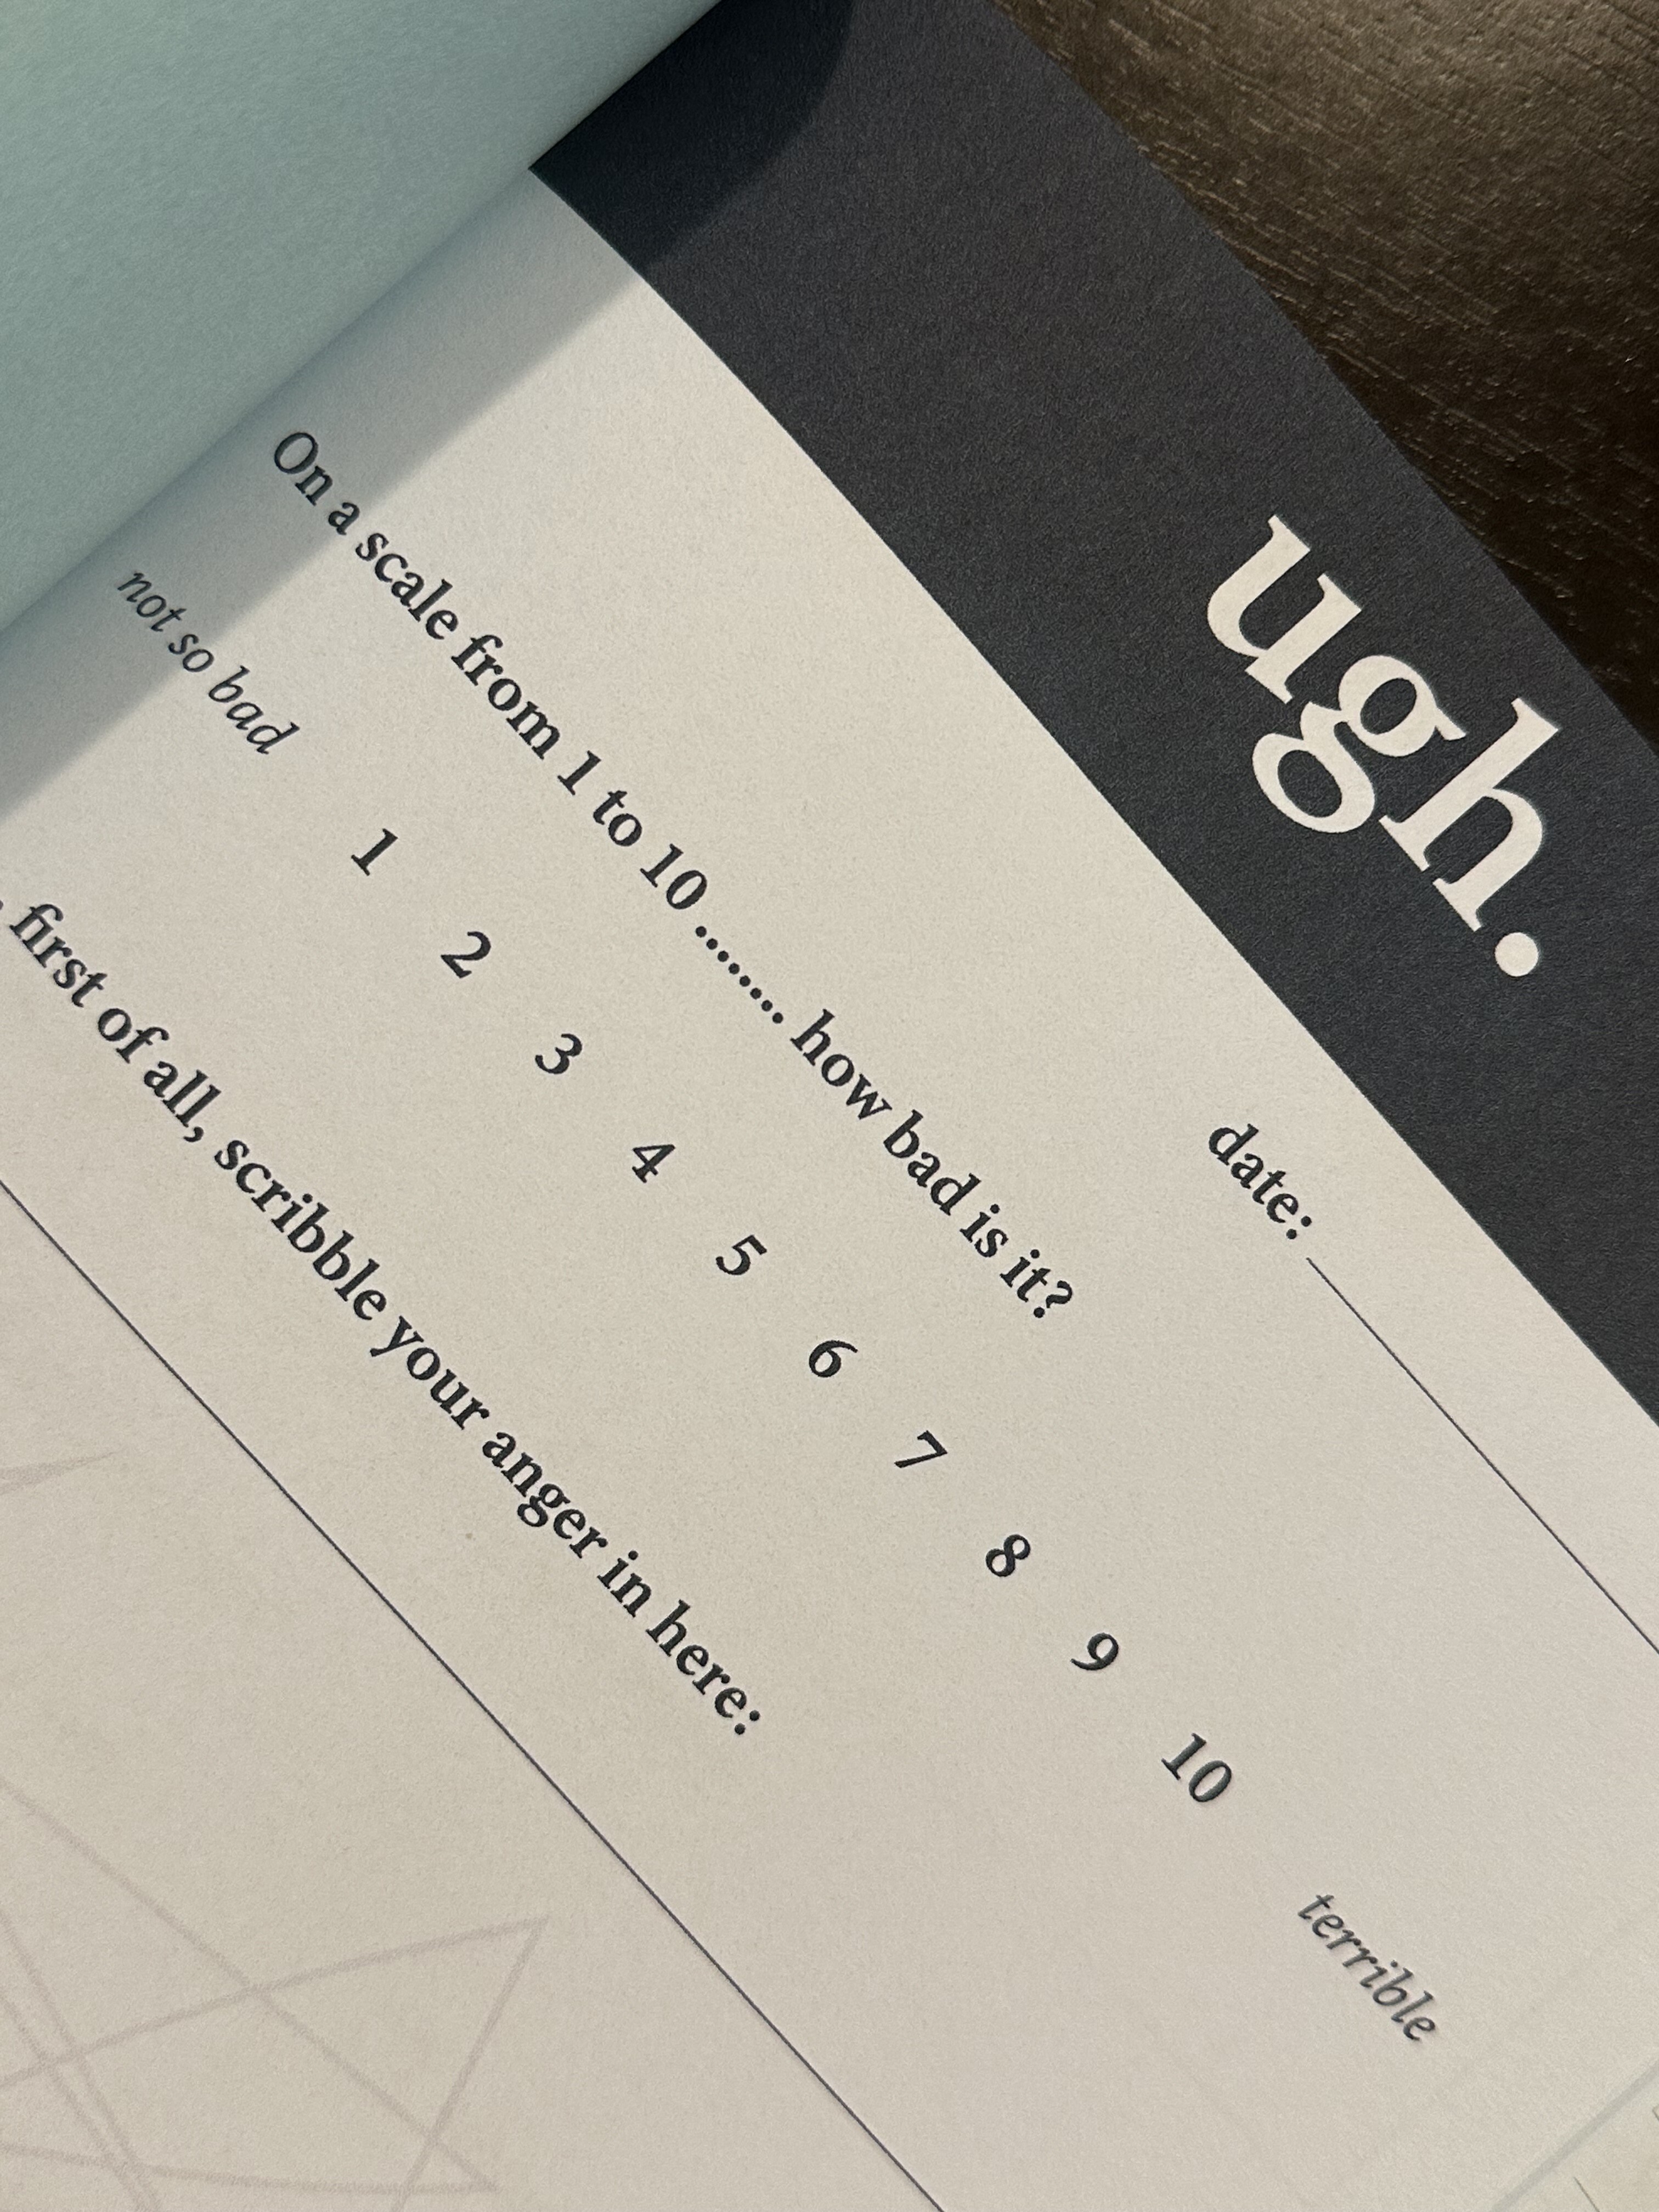 ugh.
date:
On a scale from 1 to 10 ........ how bad is it?
not so bad 1 2 3 4 5 6 7 8 9 10 terrible
first of all, scribble your anger in here: